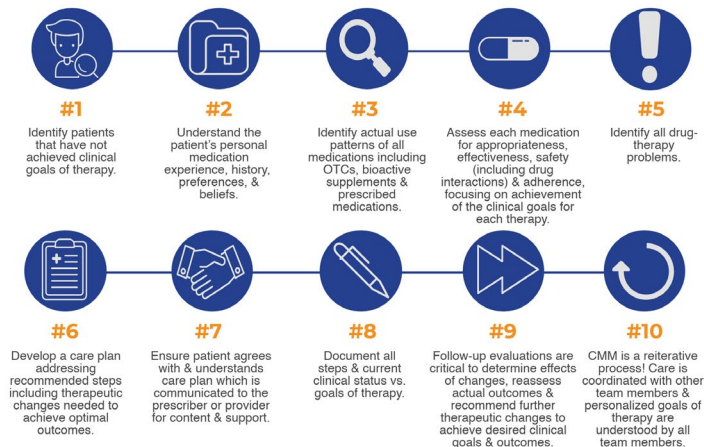 #1
Identify patients
that have not
achieved clinical
goals of therapy.
#2
Understand the
patient's personal
medication
experience, history,
preferences, &
beliefs.
#3
Identify actual use
patterns of all
medications including
OTCs, bioactive
supplements &
prescribed
medications.
#4
Assess each medication
for appropriateness,
effectiveness, safety
(including drug
interactions) & adherence,
focusing on achievement
of the clinical goals for
each therapy.
#5
Identify all drug-
therapy
problems.
#6
Develop a care plan
addressing
recommended steps
including therapeutic
changes needed to
achieve optimal
outcomes.
#7
Ensure patient agrees
with & understands
care plan which is
communicated to the
prescriber or provider
for content & support.
#8
Document all
steps & current
clinical status vs.
goals of therapy.
#9
Follow-up evaluations are
critical to determine effects
of changes, reassess
actual outcomes &
recommend further
therapeutic changes to
achieve desired clinical
goals & outcomes.
#10
CMM is a reiterative
process! Care is
coordinated with other
team members &
personalized goals of
therapy are
understood by all
team members.